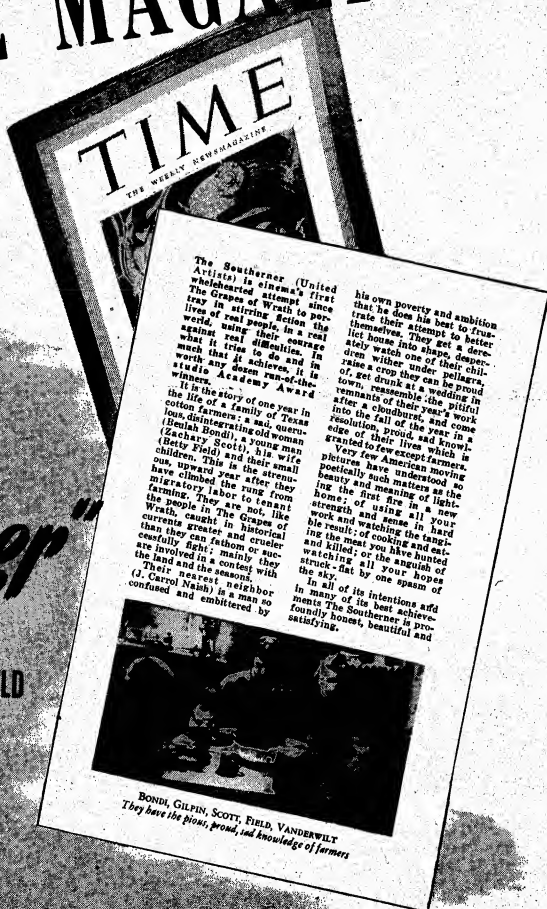 MAGA
TIME
THE WEEKLY NEWSMAGAZINE
The Southerner (United
Artists) is cinema's first
wholehearted attempt since
The Grapes of Wrath to por-
tray in stirring fiction the
lives of real people, in a real
world, using their courage
against real difficulties. In
what it tries to do and in
much that it achieves, it is
worth any dozen run-of-the-
studio Academy Award
winners.
It is the story of one year in
the life of a family of Texas
cotton farmers: a sad, queru-
lous, disintegrating old woman
(Beulah Bondi), a young man
(Zachary Scott), his wife
(Betty Field) and their small
children. This is the strenu-
ous, upward year after they
have climbed the rung from
migratory labor to tenant
farming. They are not, like
the people in The Grapes of
Wrath, caught in historical
currents greater and crueler
than they can fathom or suc-
cessfully fight; mainly they
are involved in a contest with
the land and the seasons.
Their nearest neighbor
(J. Carrol Naish) is a man so
confused and embittered by
his own poverty and ambition
that he does his best to frus-
trate their attempt to better
themselves. They get a dere-
lict house into shape, desper-
ately watch one of their chil-
dren wither under pellagra,
raise a crop they can be proud
of, get drunk at a wedding in
town, reassemble the pitiful
remnants of their year's work
after a cloudburst, and come
into the fall of the year in a
resolution, proud, sad knowl-
edge of their lives which is
granted to few except farmers.
Very few American moving
pictures have understood so
poetically such matters as the
beauty and meaning of light-
ing the first fire in a new
home; of using all your
strength and sense in hard
work and watching the tangi-
ble result; of cooking and eat-
ing the meat you have hunted
and killed; or the anguish of
watching all your hopes
struck-flat by one spasm of
the sky.
In all of its intentions and
in many of its best achieve-
ments The Southerner is pro-
foundly honest, beautiful and
satisfying.
op"
LD
BONDI, GILPIN, SCOTT, FIELD, VANDERWILT
They have the pious, proud, sad knowledge of farmers